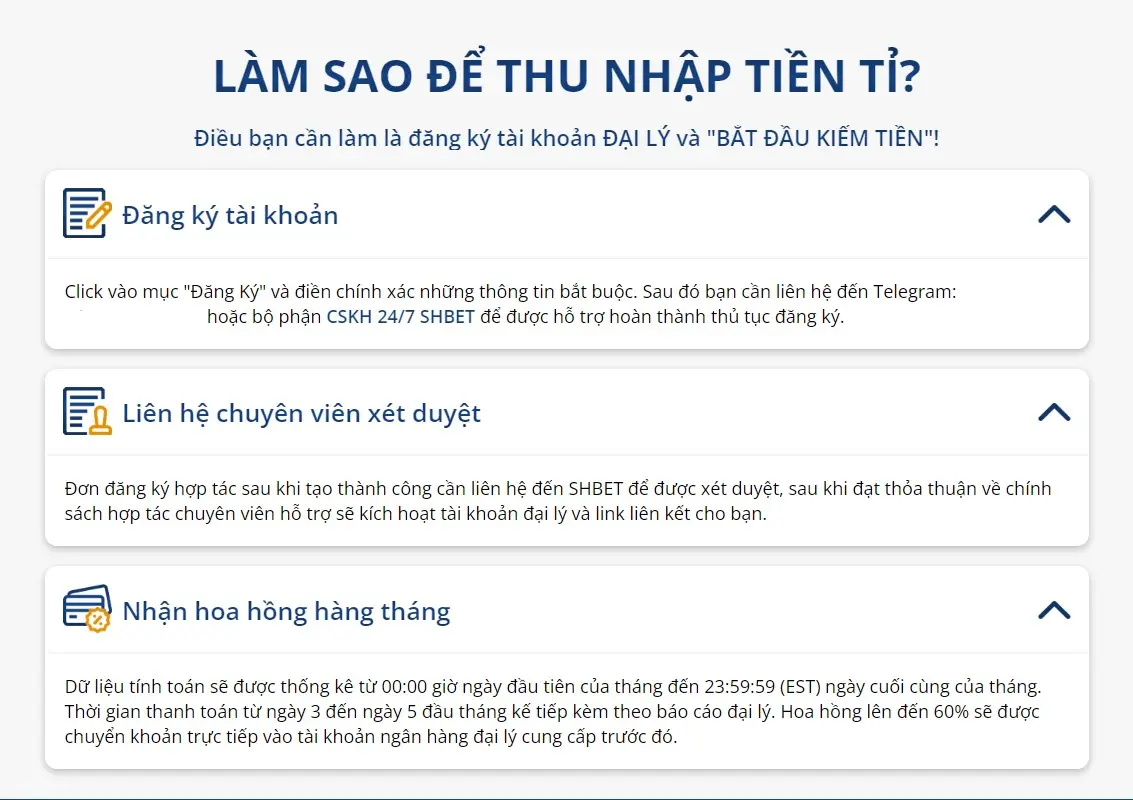 LÀM SAO ĐỂ THU NHẬP TIỀN TỈ?
Điều bạn cần làm là đăng ký tài khoản ĐẠI LÝ và "BẮT ĐẦU KIẾM TIỀN"!
Đăng ký tài khoản
Click vào mục "Đăng Ký" và điền chính xác những thông tin bắt buộc. Sau đó bạn cần liên hệ đến Telegram:
hoặc bộ phận CSKH 24/7 SHBET để được hỗ trợ hoàn thành thủ tục đăng ký.
Liên hệ chuyên viên xét duyệt
Đơn đăng ký hợp tác sau khi tạo thành công cần liên hệ đến SHBET để được xét duyệt, sau khi đạt thỏa thuận về chính
sách hợp tác chuyên viên hỗ trợ sẽ kích hoạt tài khoản đại lý và link liên kết cho bạn.
Nhận hoa hồng hàng tháng
Dữ liệu tính toán sẽ được thống kê từ 00:00 giờ ngày đầu tiên của tháng đến 23:59:59 (EST) ngày cuối cùng của tháng.
Thời gian thanh toán từ ngày 3 đến ngày 5 đầu tháng kế tiếp kèm theo báo cáo đại lý. Hoa hồng lên đến 60% sẽ được
chuyển khoản trực tiếp vào tài khoản ngân hàng đại lý cung cấp trước đó.